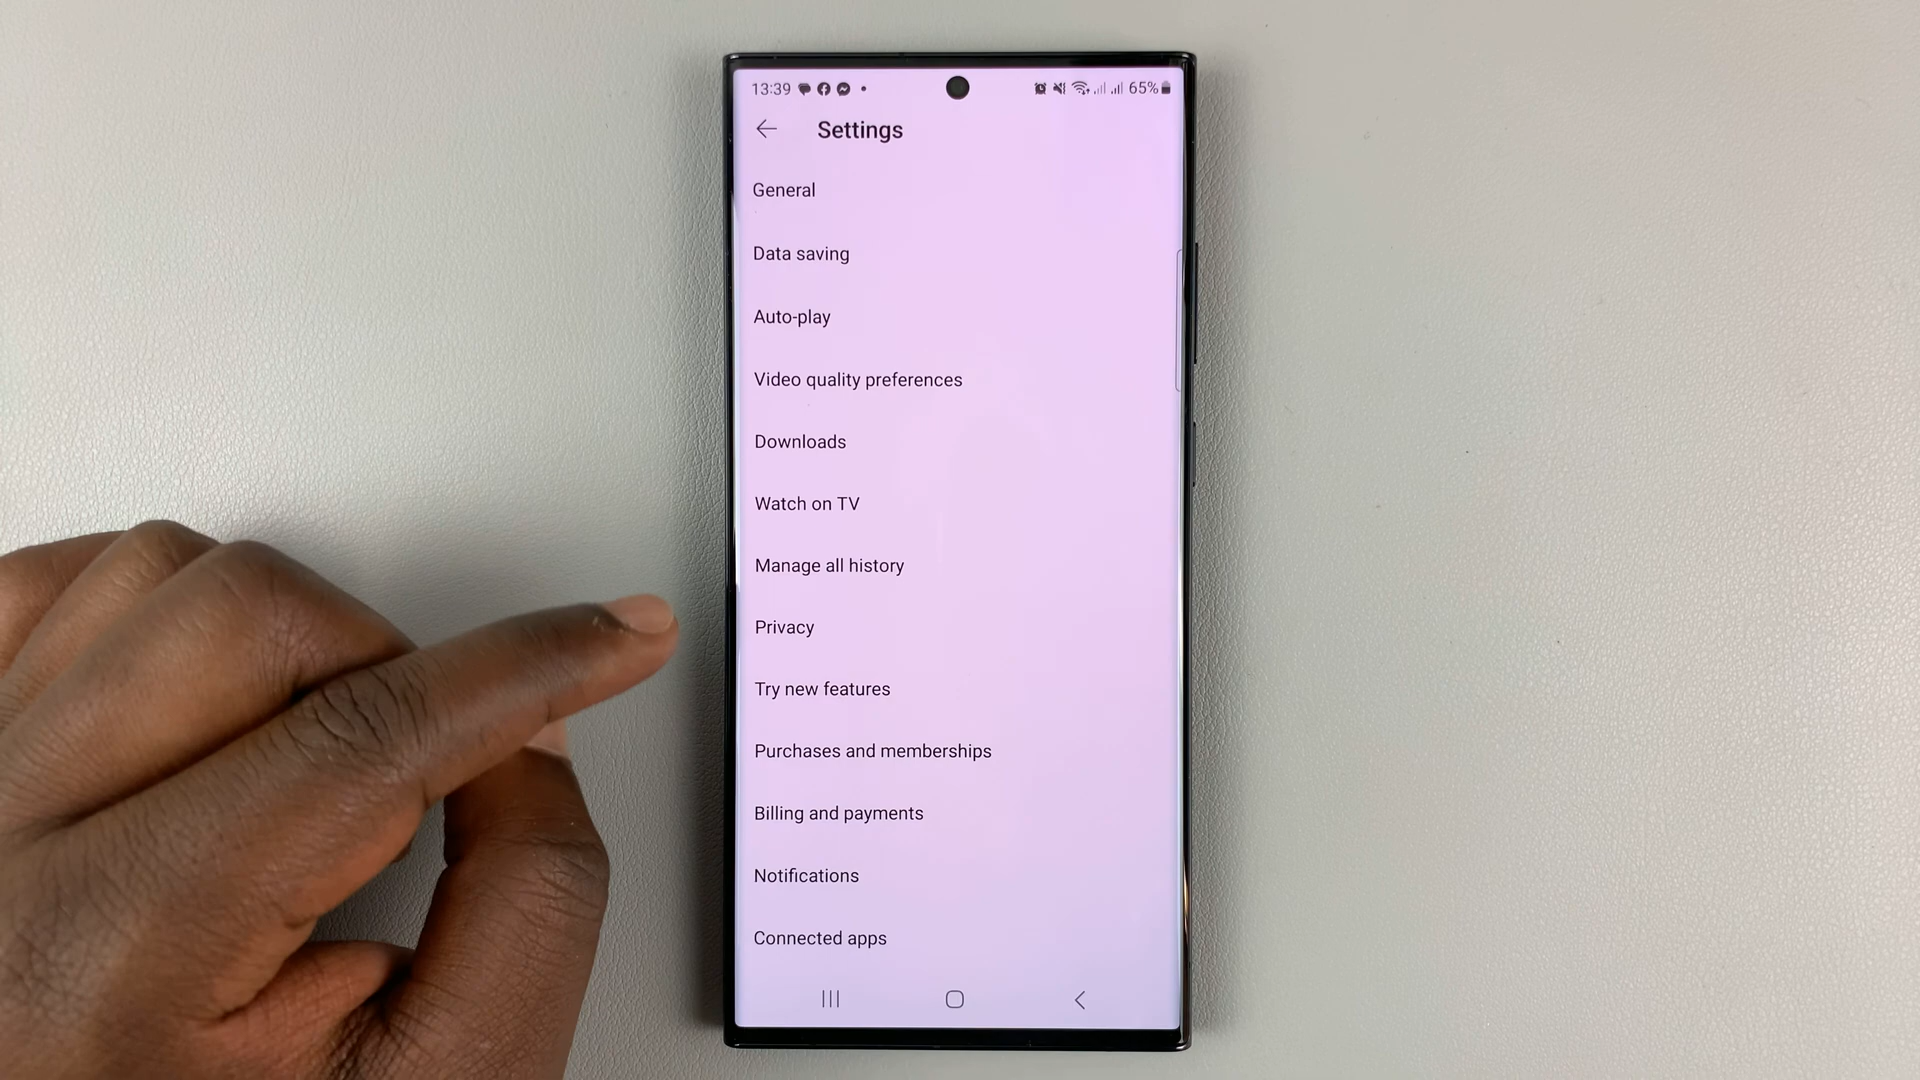 13:39 65%
Settings
General
Data saving
Auto-play
Video quality preferences
Downloads
Watch on TV
Manage all history
Privacy
Try new features
Purchases and memberships
Billing and payments
Notifications
Connected apps